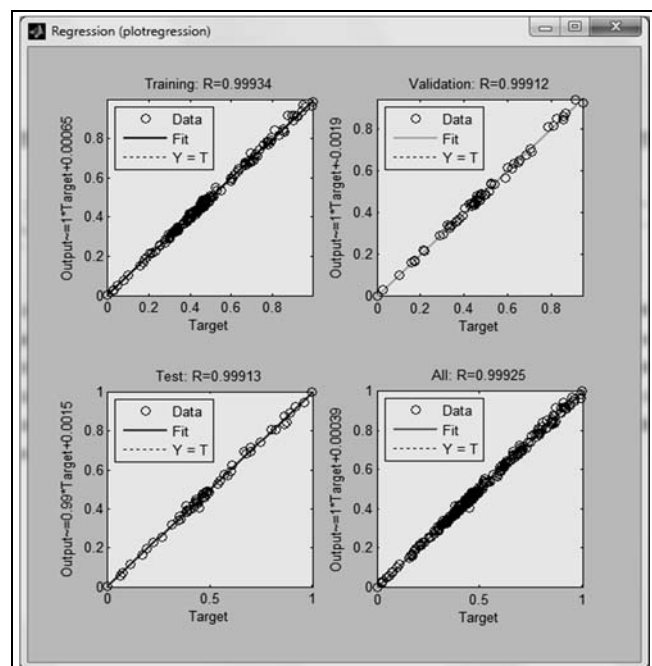 Regression (plotregression)
Training: R=0.99934
Output~=1*Target+0.00065
Data
Fit
Y = T
0.8
0.6
0.4
0.2
0
0
0.2
0.4
0.6
0.8
Target
Validation: R=0.99912
Output~=1*Target+0.0019
Data
Fit
Y = T
0.8
0.6
0.4
0.2
0
0
0.2
0.4
0.6
0.8
Target
Test: R=0.99913
Output~=0.99*Target+0.0015
Data
Fit
Y = T
1
0.8
0.6
0.4
0.2
0
0
0.5
1
Target
All: R=0.99925
Output~=1*Target+0.00039
Data
Fit
Y = T
1
0.8
0.6
0.4
0.2
0
0
0.5
1
Target